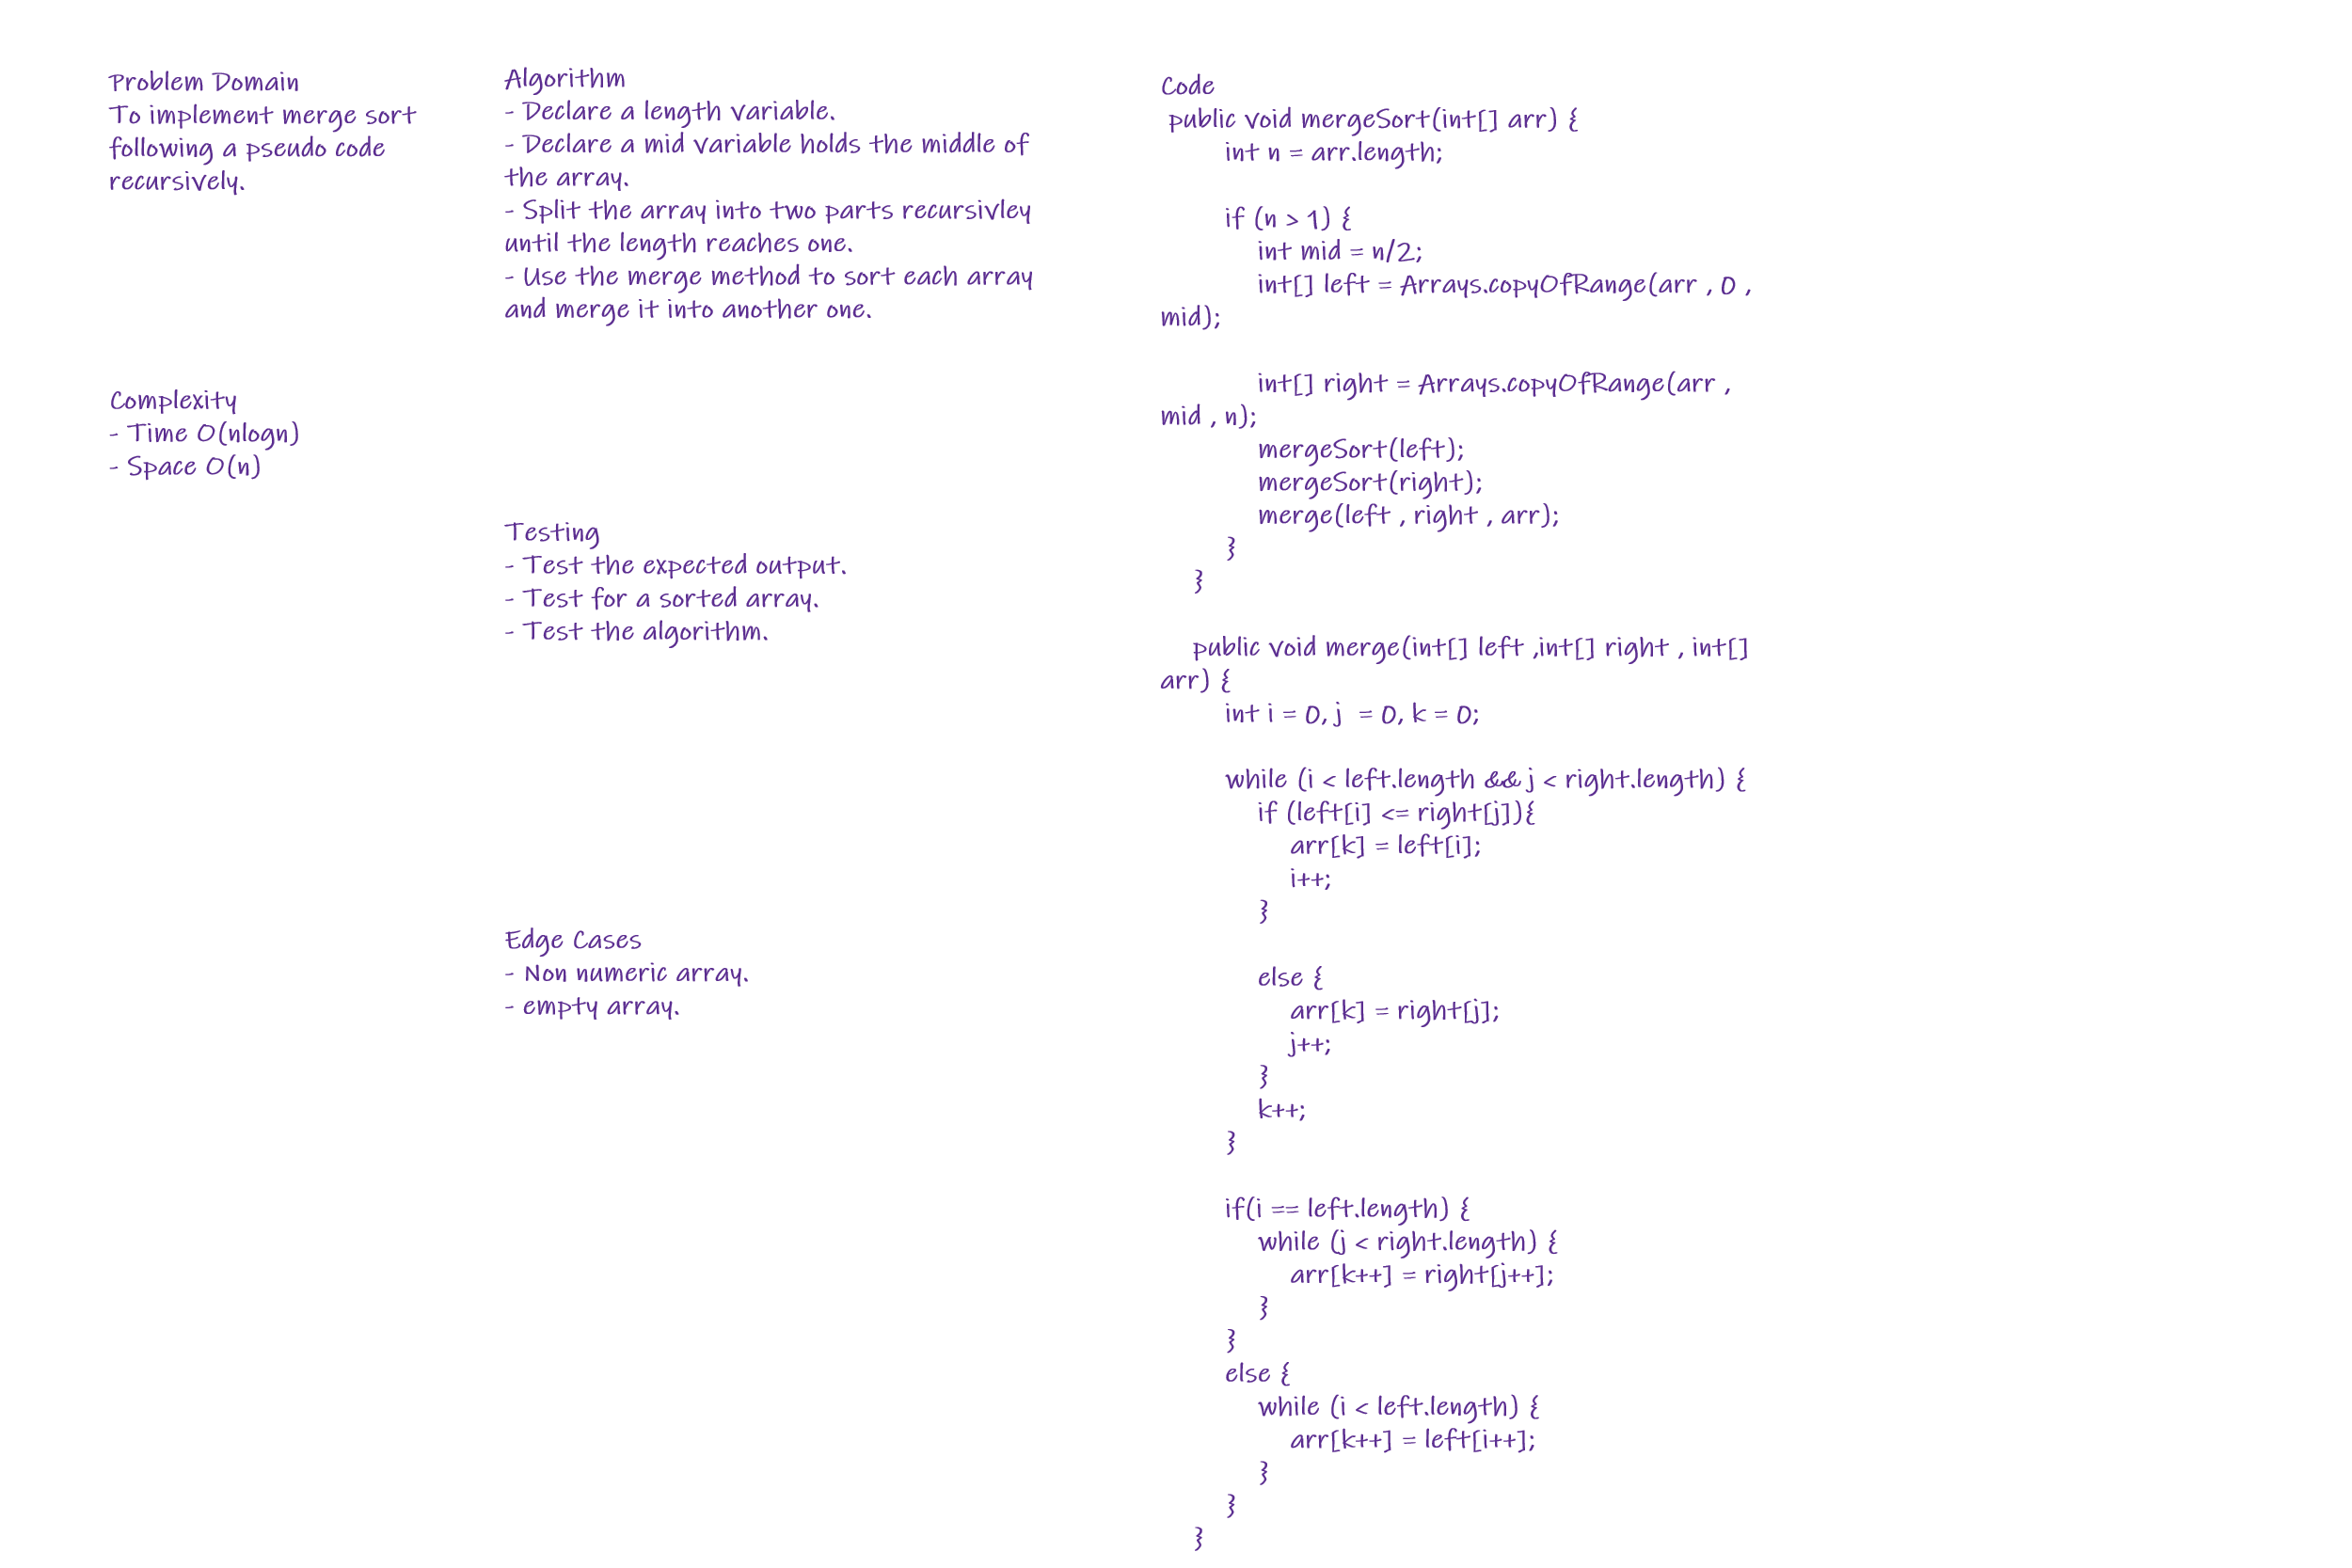 Problem Domain
To implement merge sort
following a pseudo code
recursively.
Complexity
- Time O(nlogn)
- Space O(n)
Algorithm
- Declare a length variable.
- Declare a mid variable holds the middle of
the array.
- Split the array into two parts recursivley
until the length reaches one.
- Use the merge method to sort each array
and merge it into another one.
Testing
- Test the expected output.
- Test for a sorted array.
- Test the algorithm.
Edge Cases
- Non numeric array.
- empty array.
Code
public void mergeSort(int[] arr) {
int n = arr.length;
if (n > 1) {
int mid = n/2;
int[] left = Arrays.copyOfRange(arr , 0 ,
mid);
int[] right = Arrays.copyOfRange(arr ,
mid , n);
mergeSort(left);
mergeSort(right);
merge(left , right , arr);
}
}
public void merge(int[] left ,int[] right , int[]
arr) {
int i = 0, j  = 0, k = 0;
while (i < left.length && j < right.length) {
if (left[i] <= right[j]){
arr[k] = left[i];
i++;
}
else {
arr[k] = right[j];
j++;
}
k++;
}
if(i == left.length) {
while (j < right.length) {
arr[k++] = right[j++];
}
}
else {
while (i < left.length) {
arr[k++] = left[i++];
}
}
}